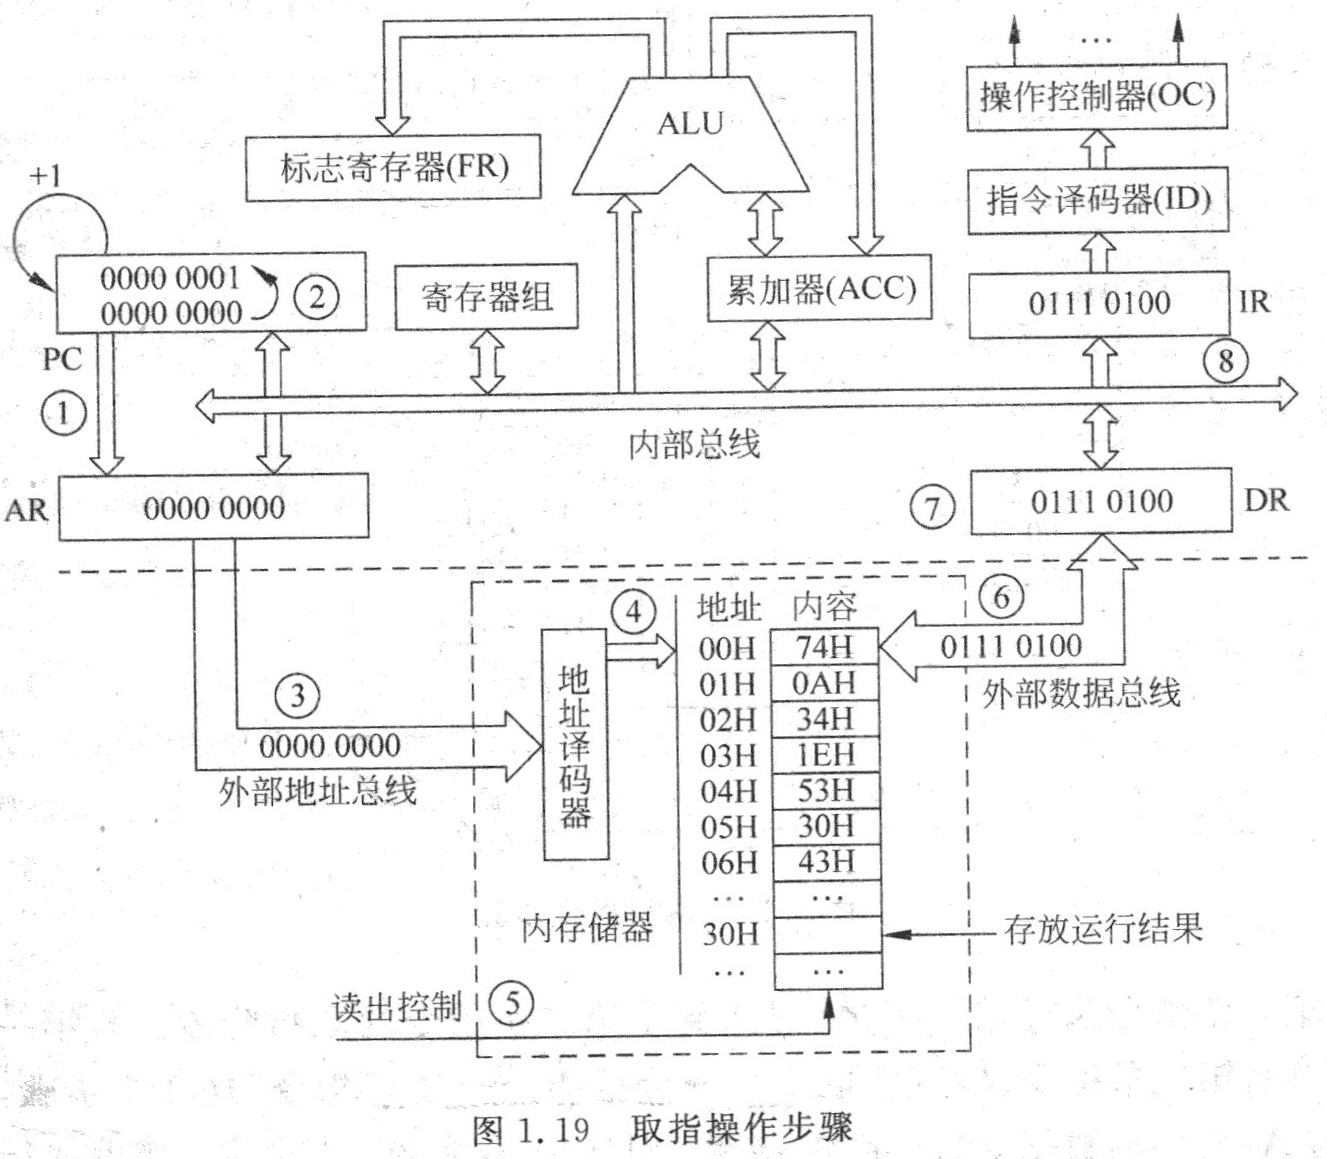 ALU
…
操作控制器(OC)
标志寄存器(FR)
指令译码器(ID)
+1
0000 0001
0000 0000
②
寄存器组
累加器(ACC)
0111 0100
IR
PC
①
⑧
内部总线
AR
0000 0000
⑦
0111 0100
DR
④
地址 内容
⑥
00H 74H
0111 0100
01H 0AH
外部数据总线
③
02H 34H
0000 0000
03H 1EH
外部地址总线
04H 53H
地址译码器
05H 30H
06H 43H
… …
内存储器
30H
存放运行结果
… …
读出控制
⑤
图 1.19 取指操作步骤